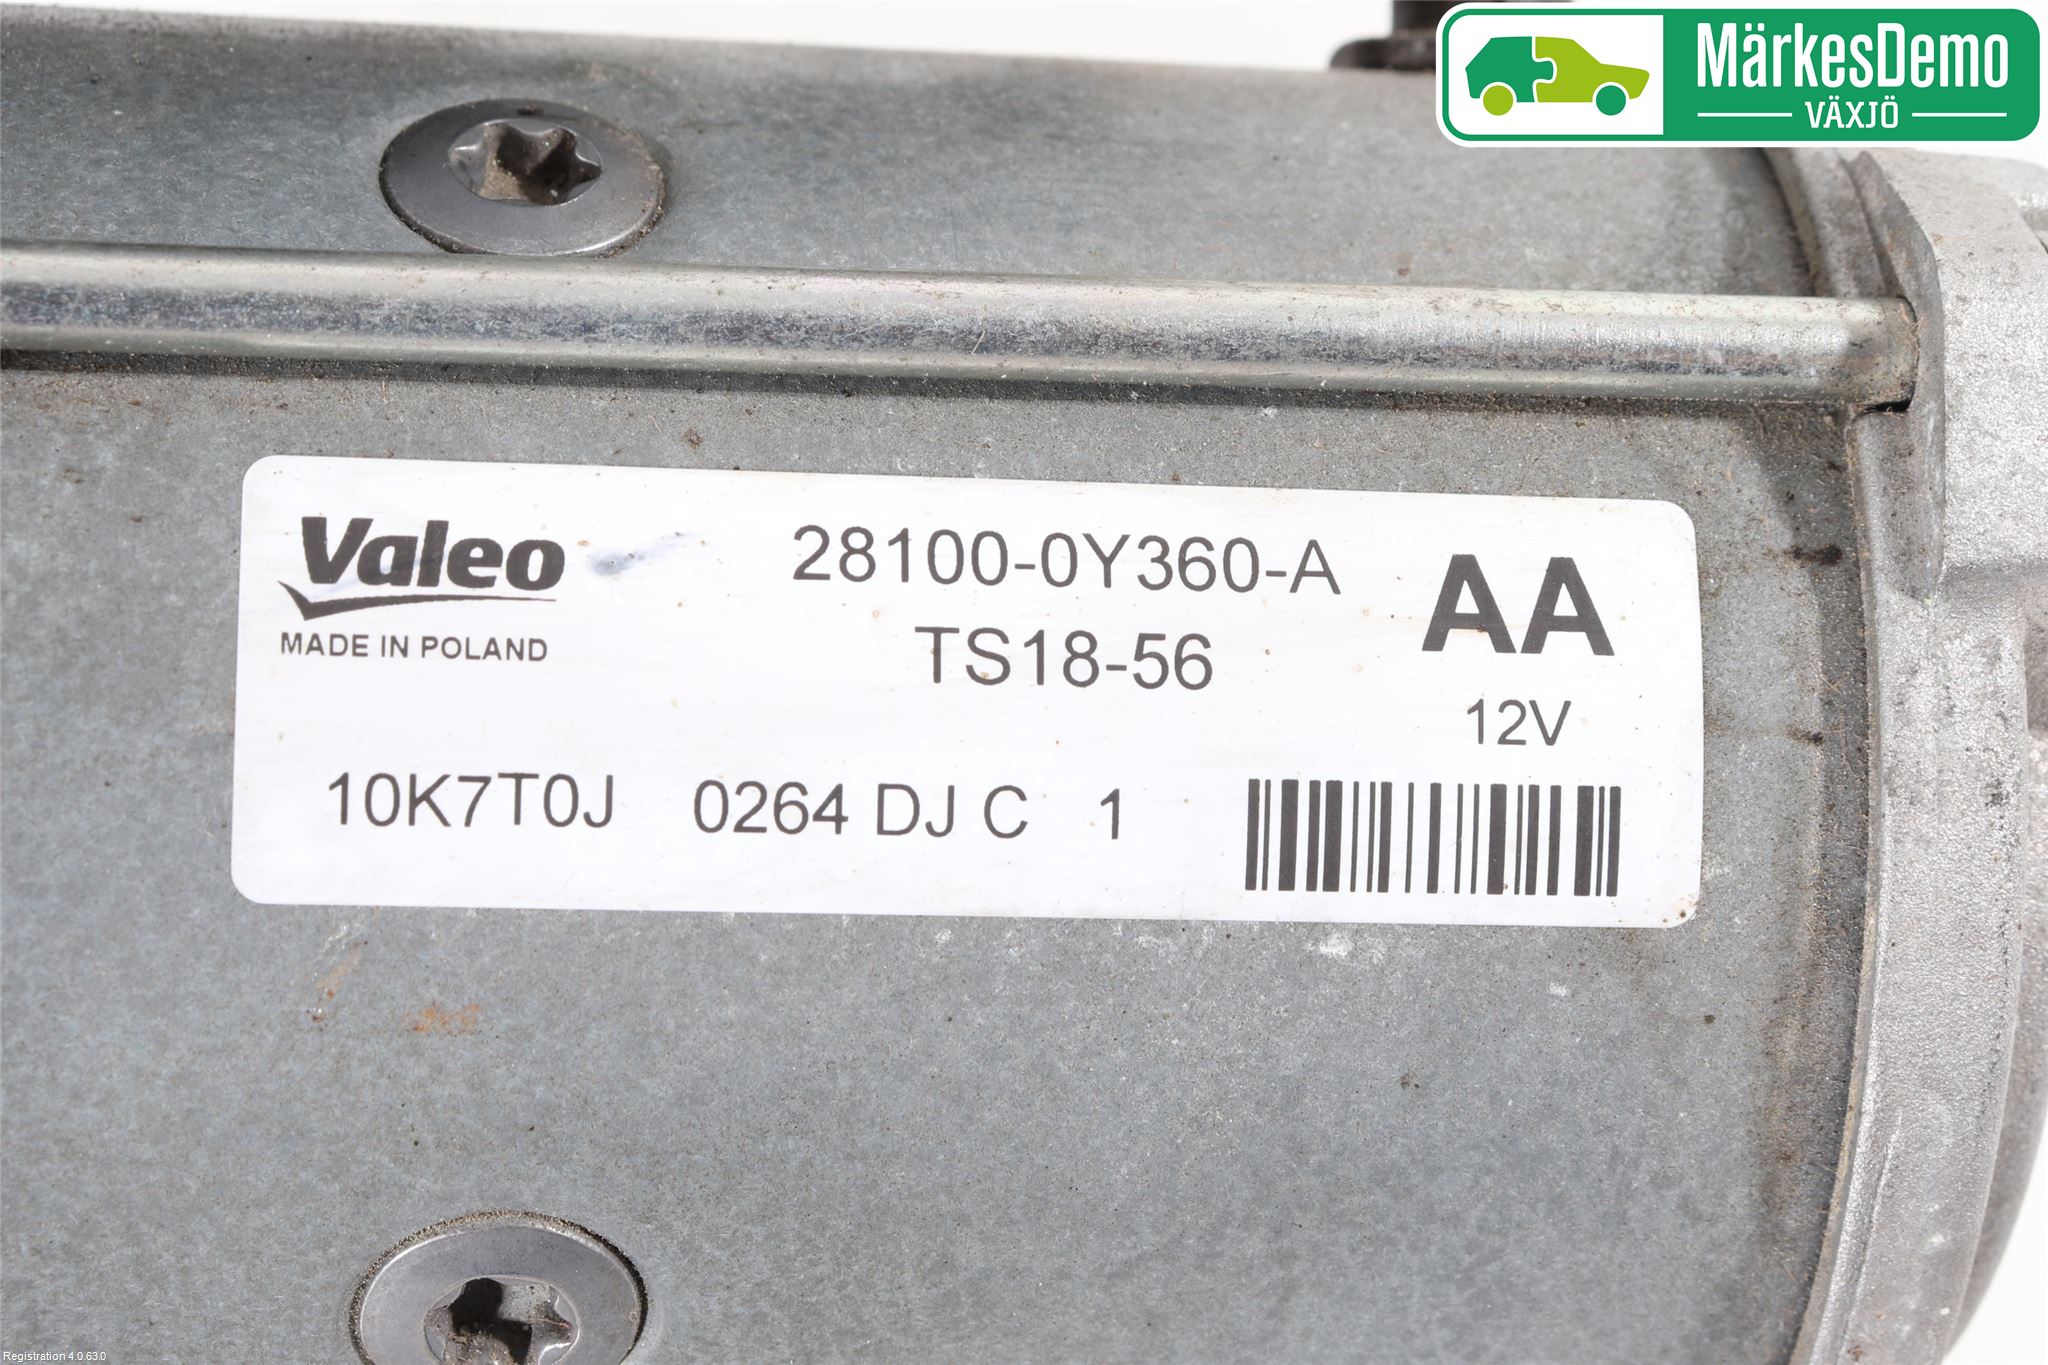 MärkesDemo
VÄXJÖ
Valeo
MADE IN POLAND
28100-0Y360-A
TS18-56
AA
12V
10K7T0J 0264 DJ C 1
Registration 4.0.63.0